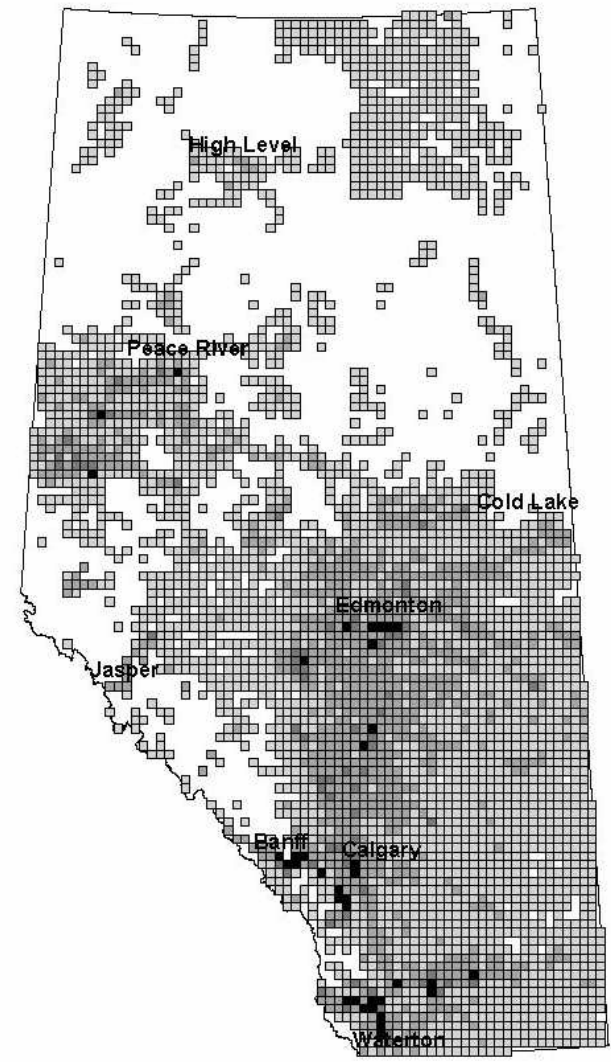 High Level
Peace River
Cold Lake
Edmonton
Jasper
Banff
Calgary
Waterton